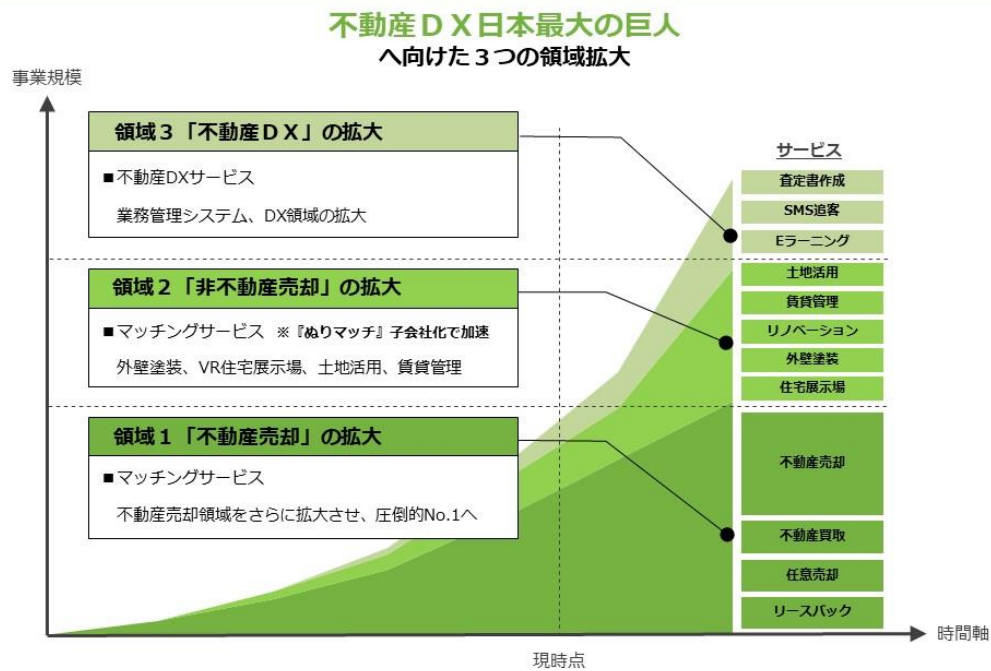 不動産ＤＸ日本最大の巨人
へ向けた３つの領域拡大
事業規模
領域３「不動産ＤＸ」の拡大
■不動産DXサービス
業務管理システム、DX領域の拡大
領域２「非不動産売却」の拡大
■マッチングサービス ※『ぬりマッチ』子会社化で加速
外壁塗装、VR住宅展示場、土地活用、賃貸管理
領域１「不動産売却」の拡大
■マッチングサービス
不動産売却領域をさらに拡大させ、圧倒的No.1へ
サービス
査定書作成
SMS追客
Eラーニング
土地活用
賃貸管理
リノベーション
外壁塗装
住宅展示場
不動産売却
不動産買取
任意売却
リースバック
時間軸
現時点